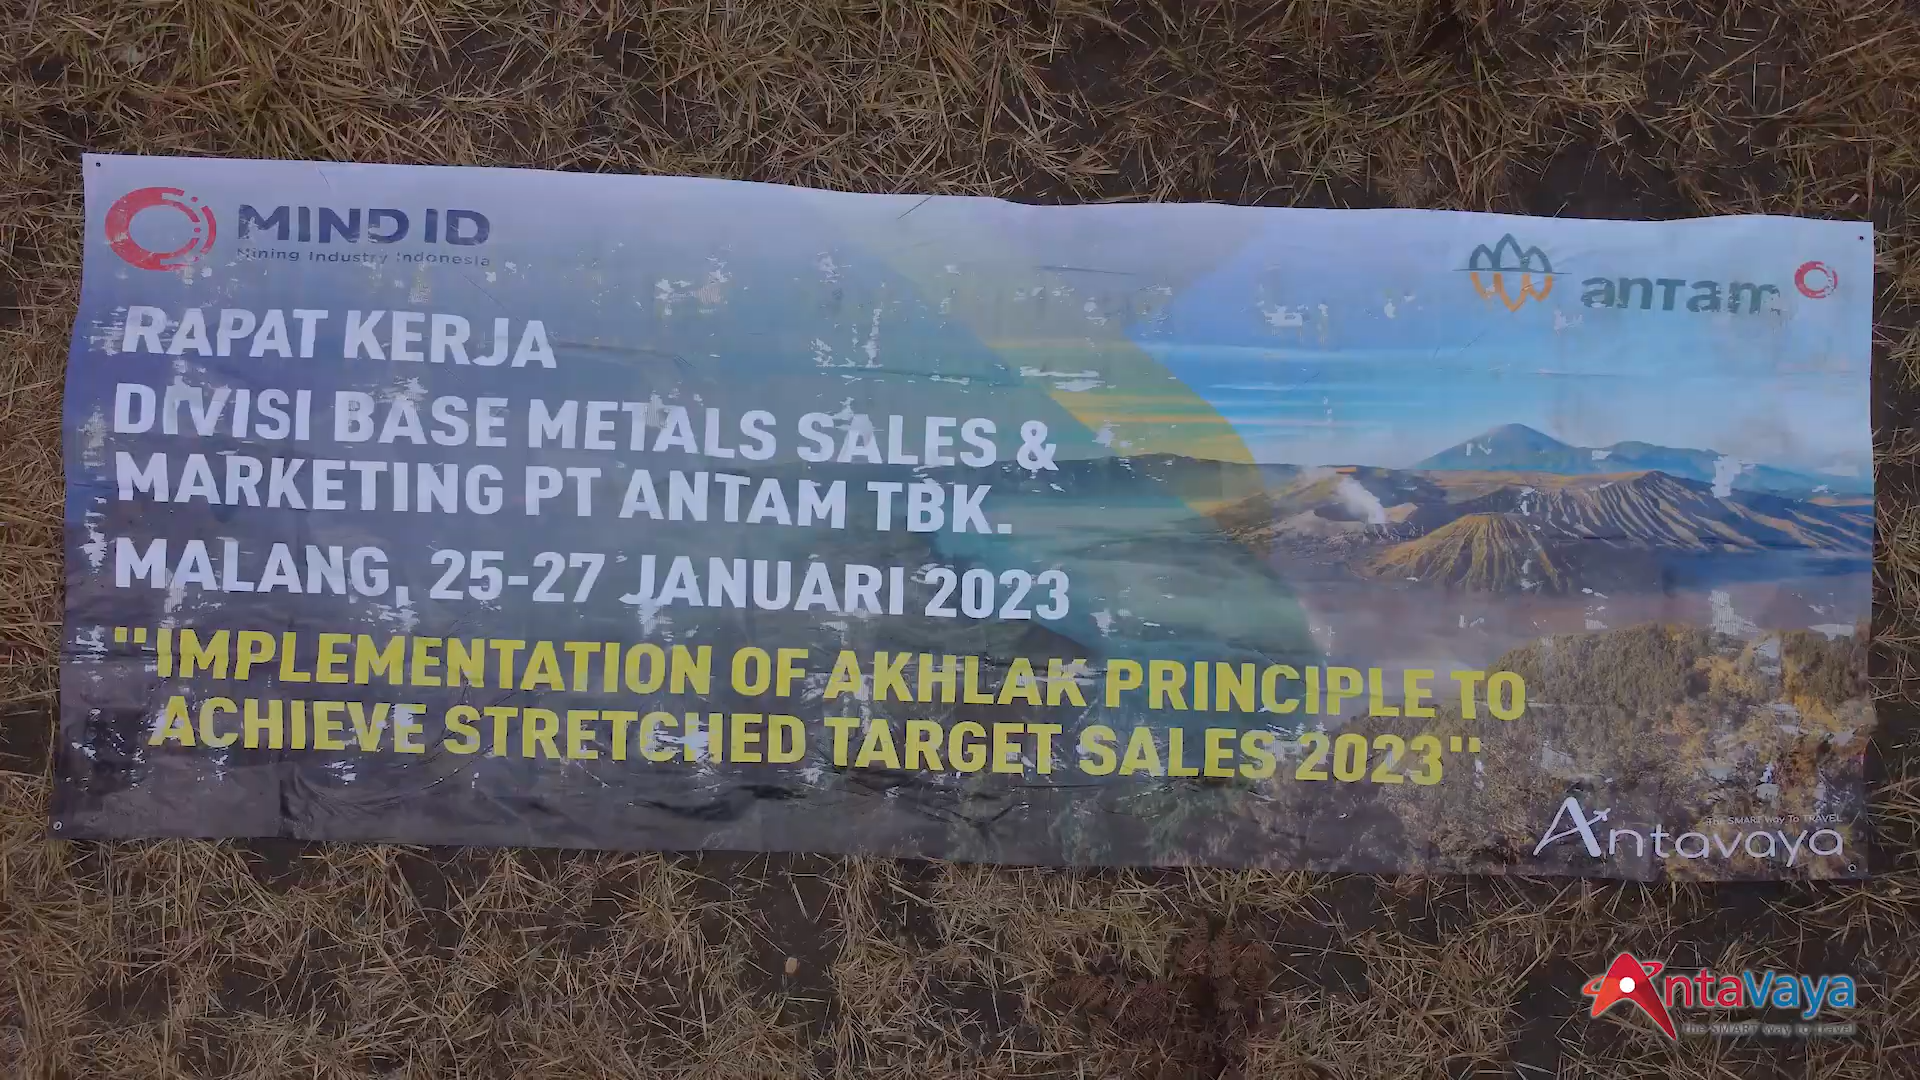 MIND ID
Mining Industry Indonesia
antam
RAPAT KERJA
DIVISI BASE METALS SALES &
MARKETING PT ANTAM TBK.
MALANG, 25-27 JANUARI 2023
"IMPLEMENTATION OF AKHLAK PRINCIPLE TO
ACHIEVE STRETCHED TARGET SALES 2023"
The SMART Way To TRAVEL
Antavaya
AntaVaya
the SMART way to travel